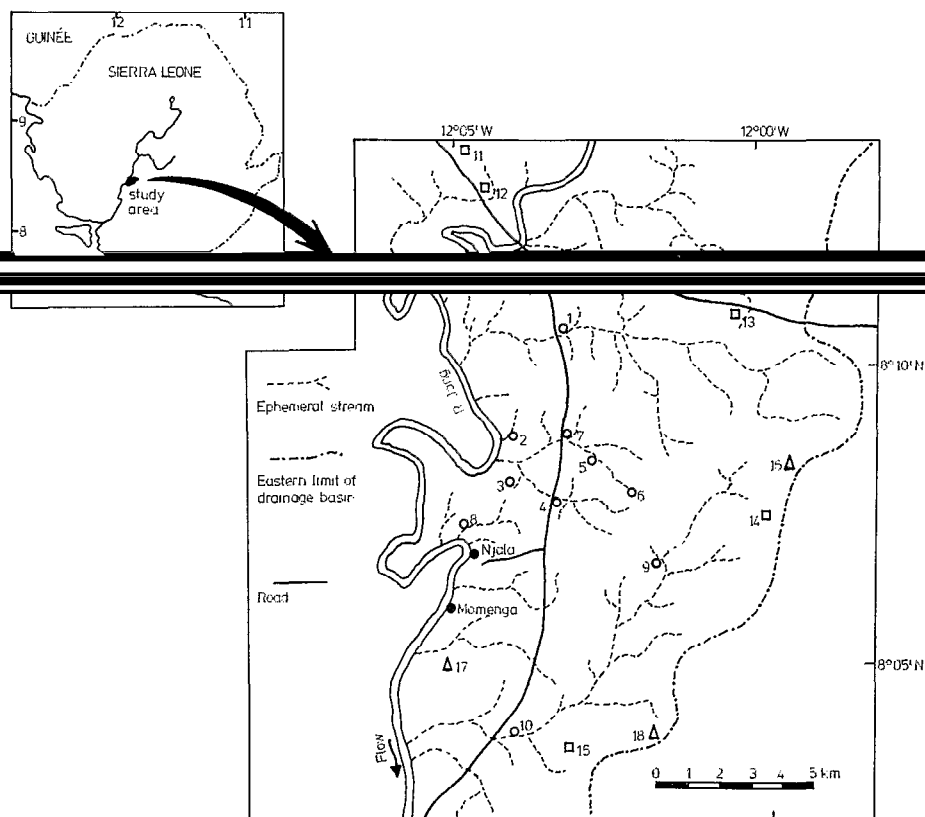 12
11
GUINÉE
SIERRA LEONE
9
study
area
8
12°05' W
12°00' W
11
12
13
1
8°10' N
R Jong
Ephemeral stream
2
7
5
16
Eastern limit of
drainage basin
3
6
4
14
8
Njala
9
Road
Momenga
17
8°05' N
10
18
15
Flow
0 1 2 3 4 5 km